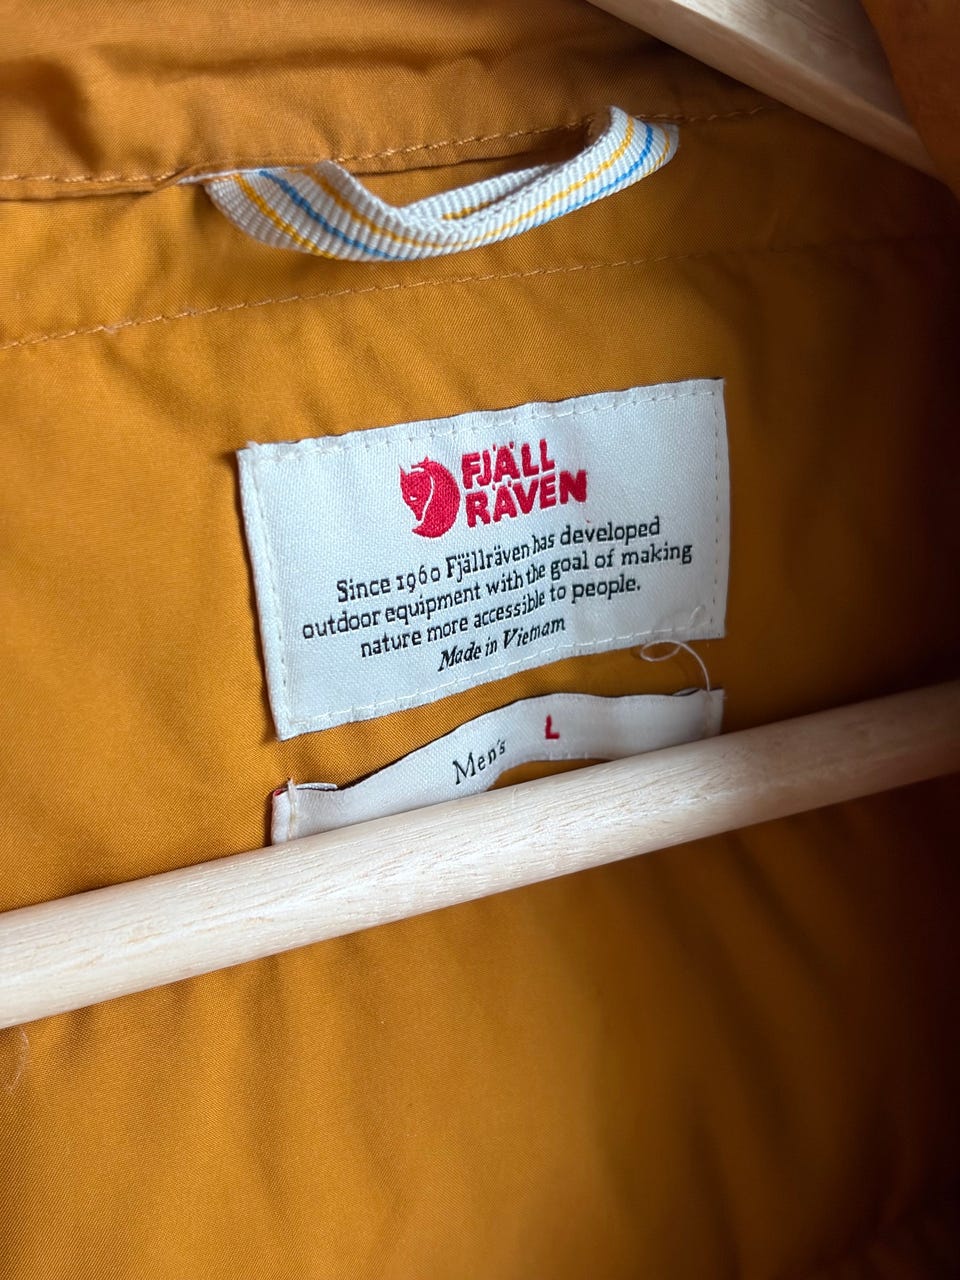 FJÄLL
RÄVEN
Since 1960 Fjällräven has developed
outdoor equipment with the goal of making
nature more accessible to people.
Made in Vietnam
Men's L